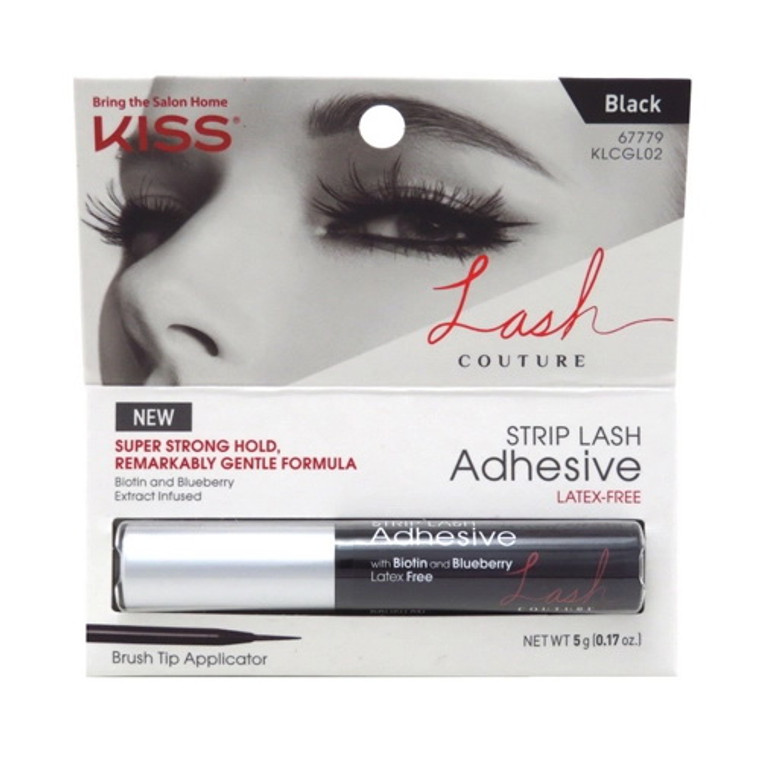 Bring the Salon Home
KISS®
Black
67779
KLCGL02
Lash
COUTURE
NEW
SUPER STRONG HOLD,
REMARKABLY GENTLE FORMULA
Biotin and Blueberry
Extract Infused
STRIP LASH
Adhesive
LATEX-FREE
STRIP LASH
Adhesive
with Biotin and Blueberry
Latex Free
Lash
COUTURE
Brush Tip Applicator
NET WT 5 g (0.17 oz.)